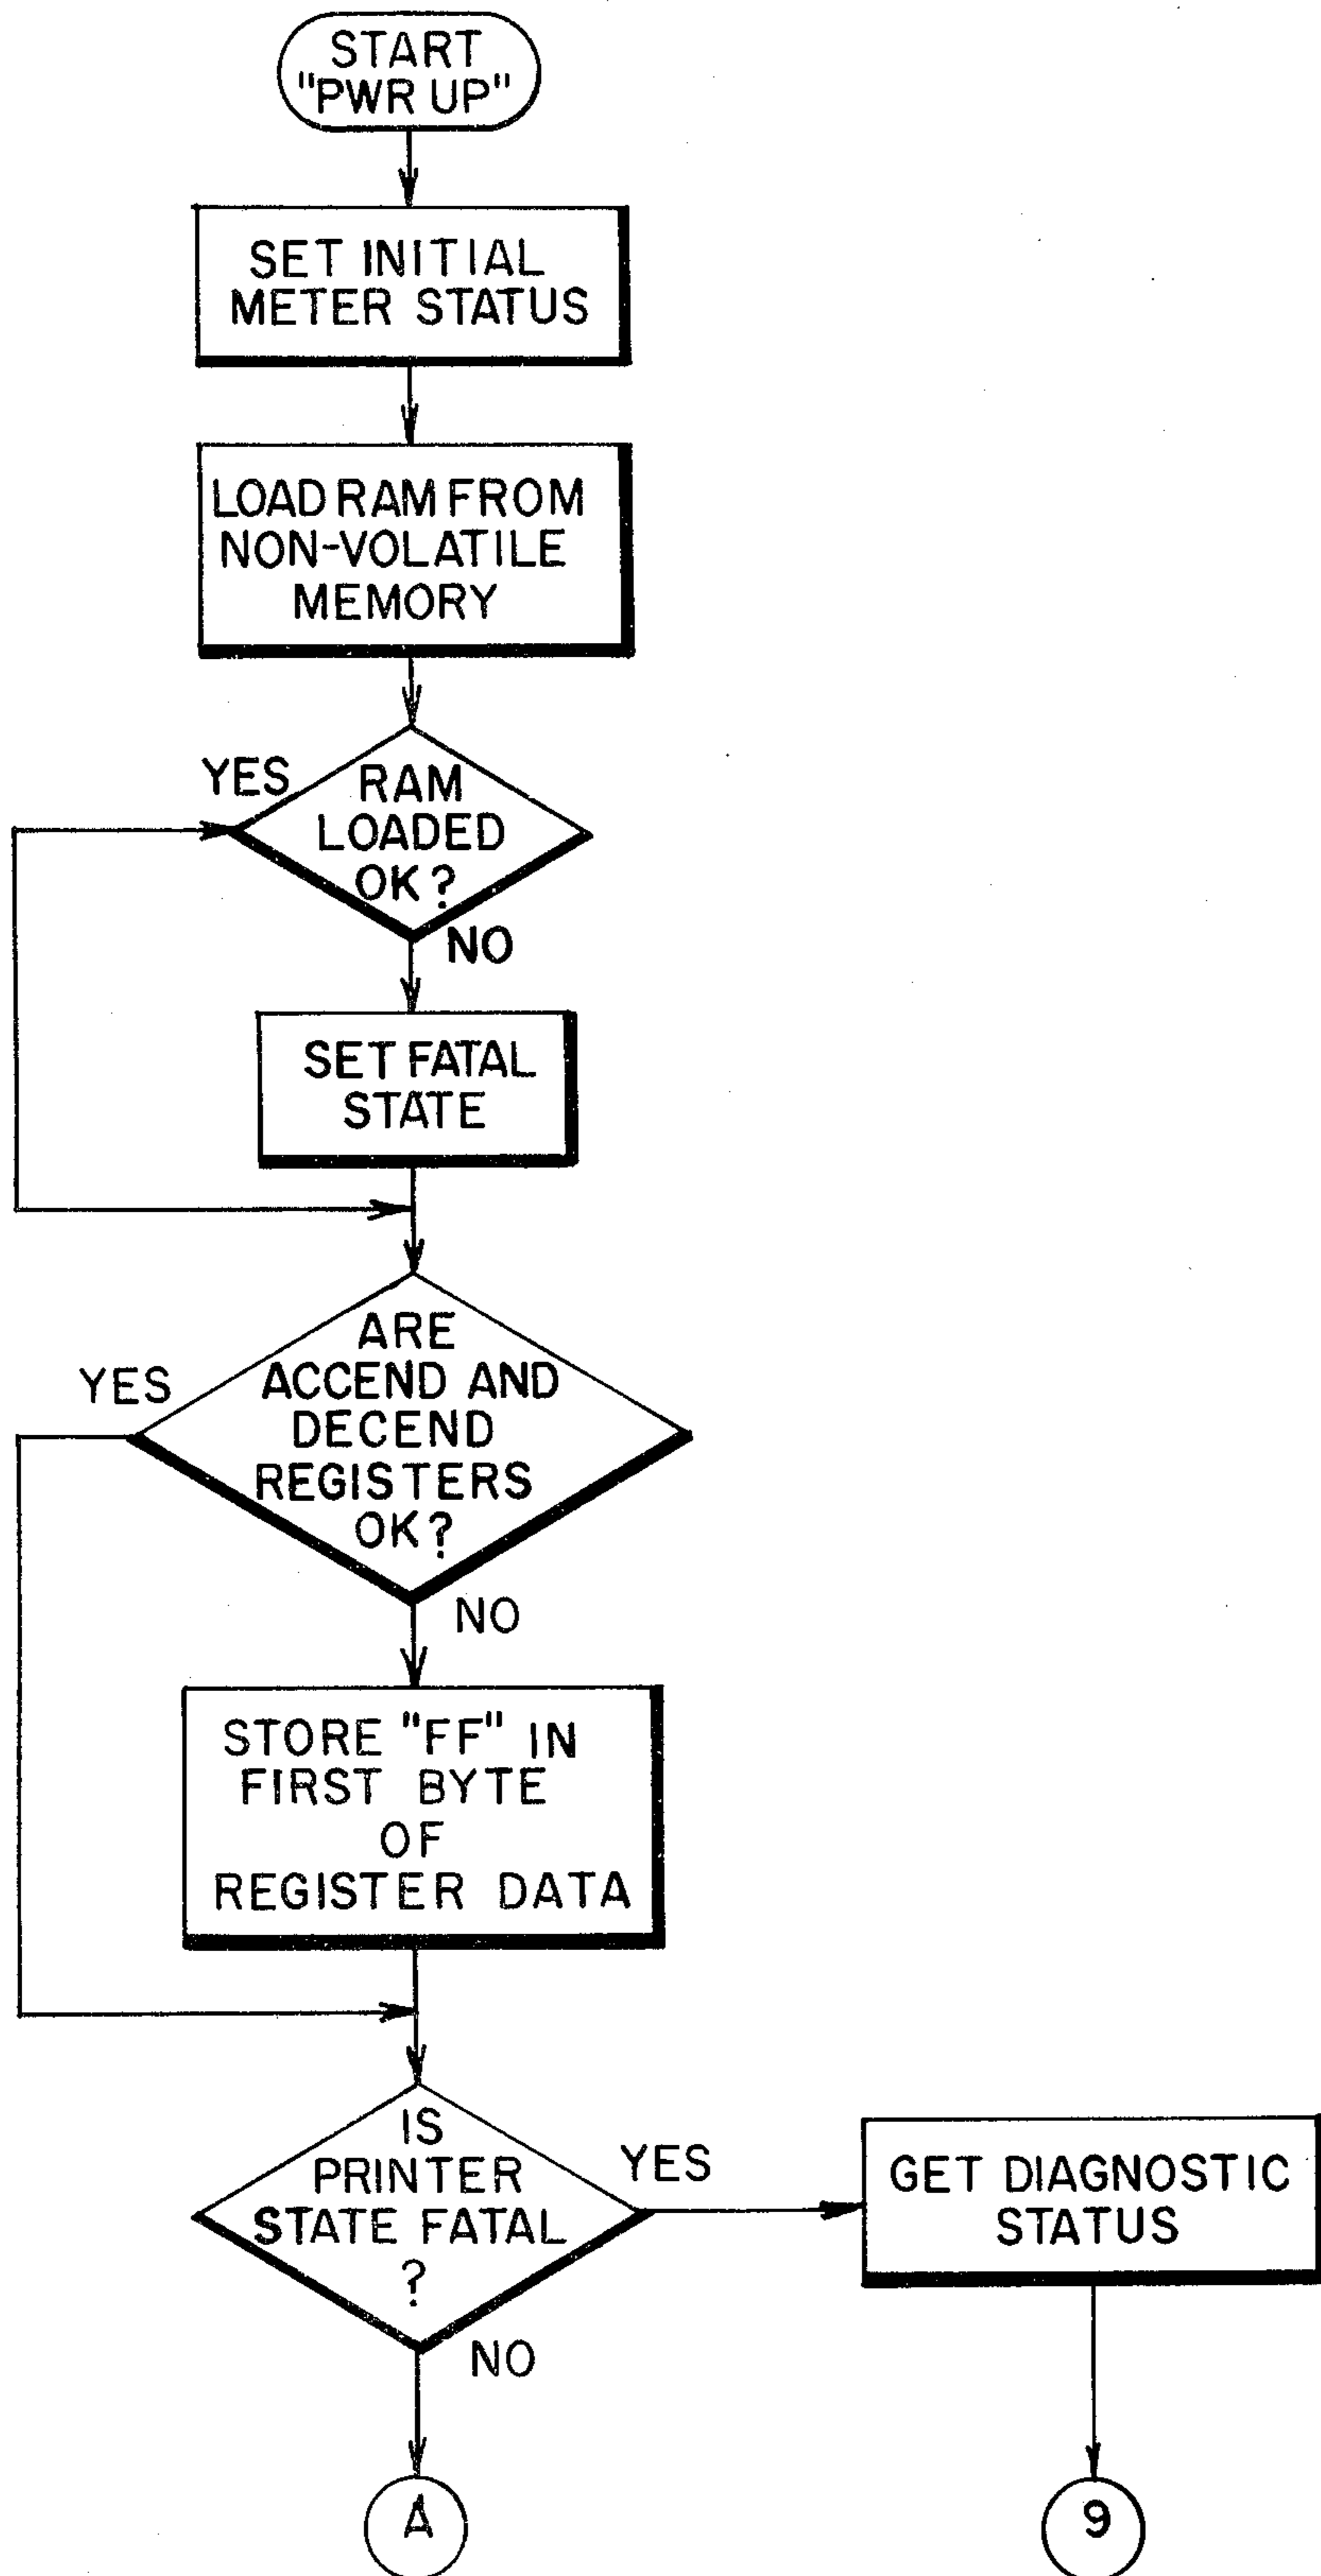 START
"PWR UP"
SET INITIAL
METER STATUS
LOAD RAM FROM
NON-VOLATILE
MEMORY
YES
RAM
LOADED
OK?
NO
SET FATAL
STATE
YES
ARE
ACCEND AND
DECEND
REGISTERS
OK?
NO
STORE "FF" IN
FIRST BYTE
OF
REGISTER DATA
IS
PRINTER
STATE FATAL
?
YES
GET DIAGNOSTIC
STATUS
NO
A
9